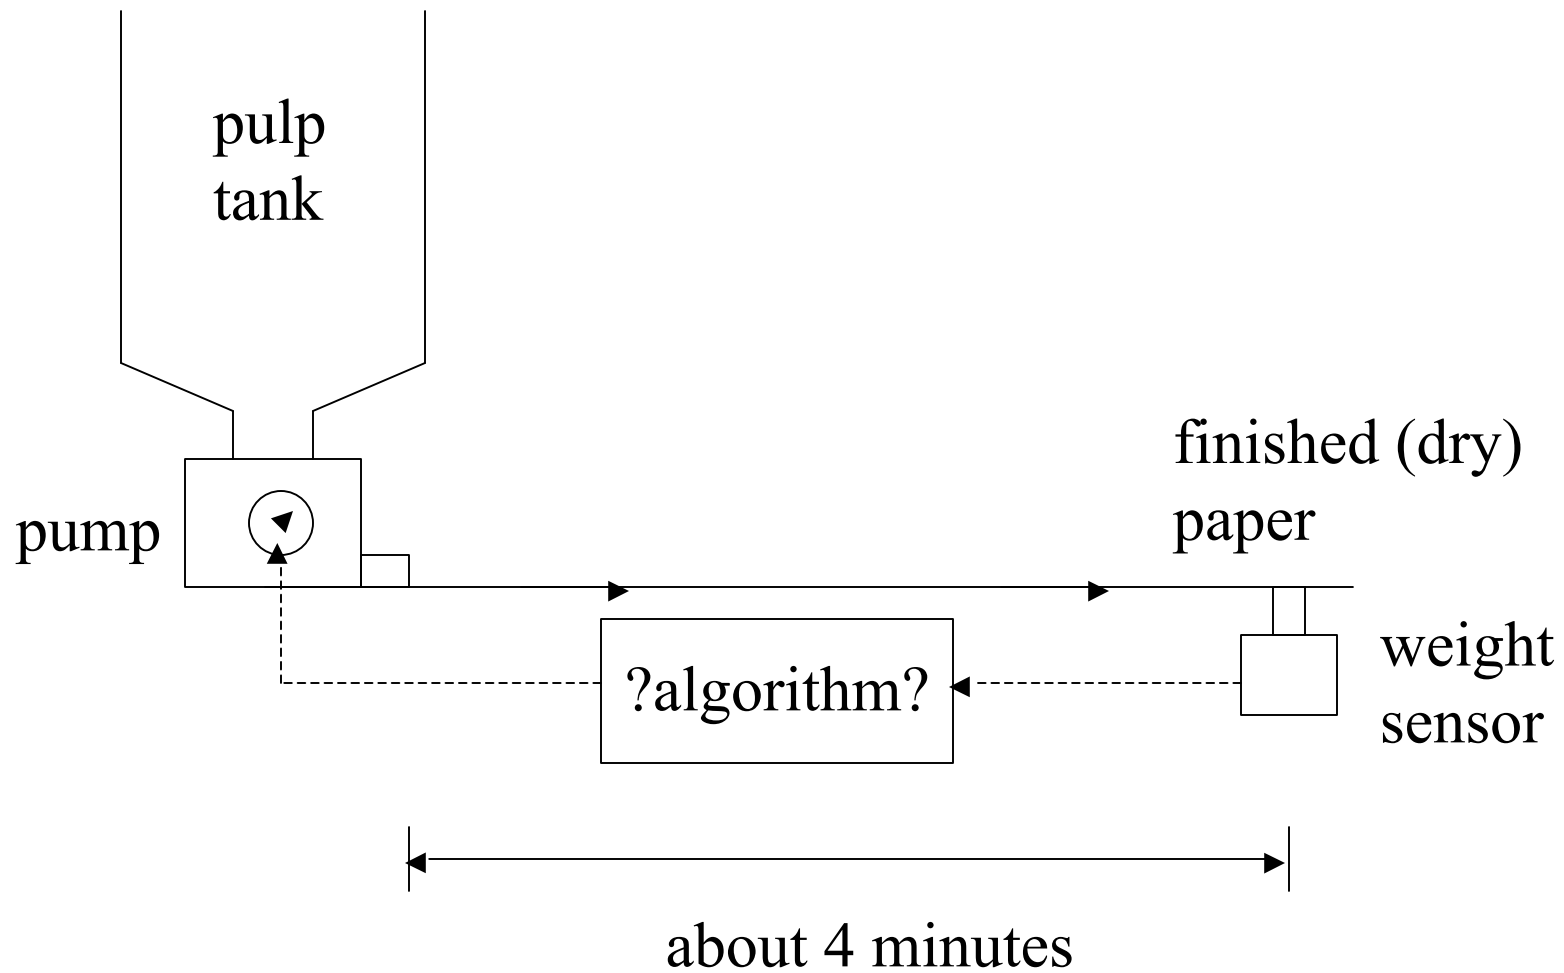 pulp
tank
pump
finished (dry)
paper
?algorithm?
weight
sensor
about 4 minutes